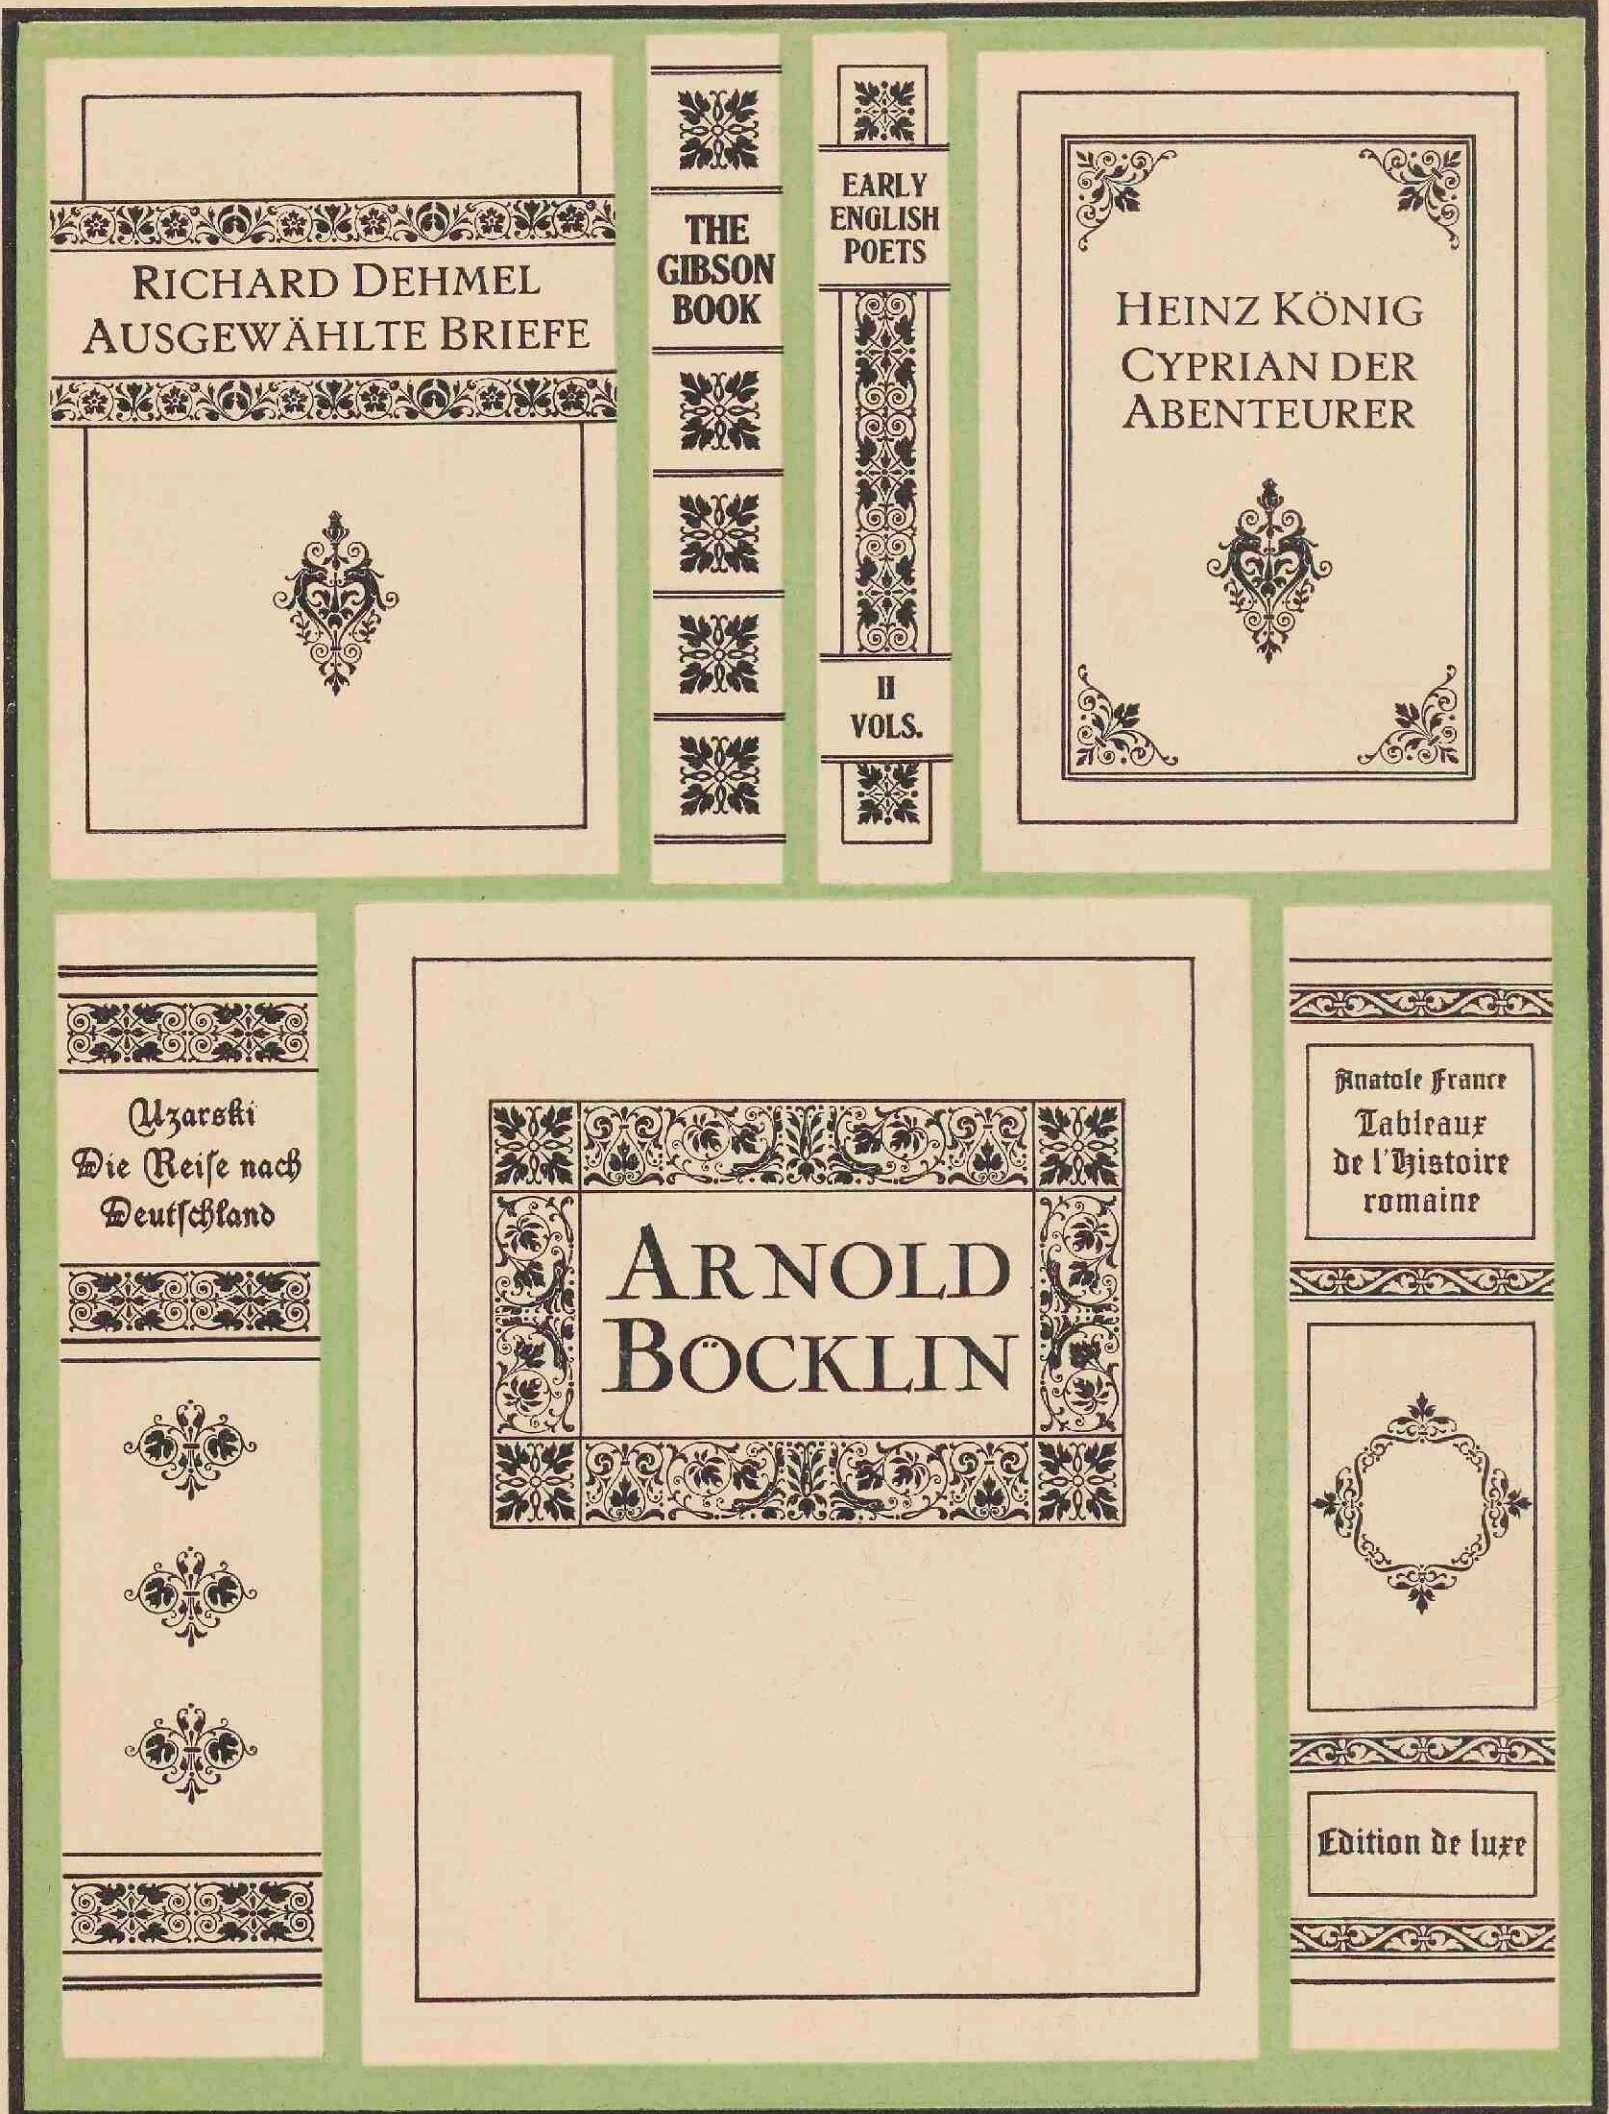 RICHARD DEHMEL
AUSGEWÄHLTE BRIEFE
THE
GIBSON
BOOK
EARLY
ENGLISH
POETS
II
VOLS.
HEINZ KÖNIG
CYPRIAN DER
ABENTEURER
Uzarski
Die Reiſe nach
Deutſchland
ARNOLD
BÖCKLIN
Anatole France
Tableaux
de l'Histoire
romaine
Edition de luxe